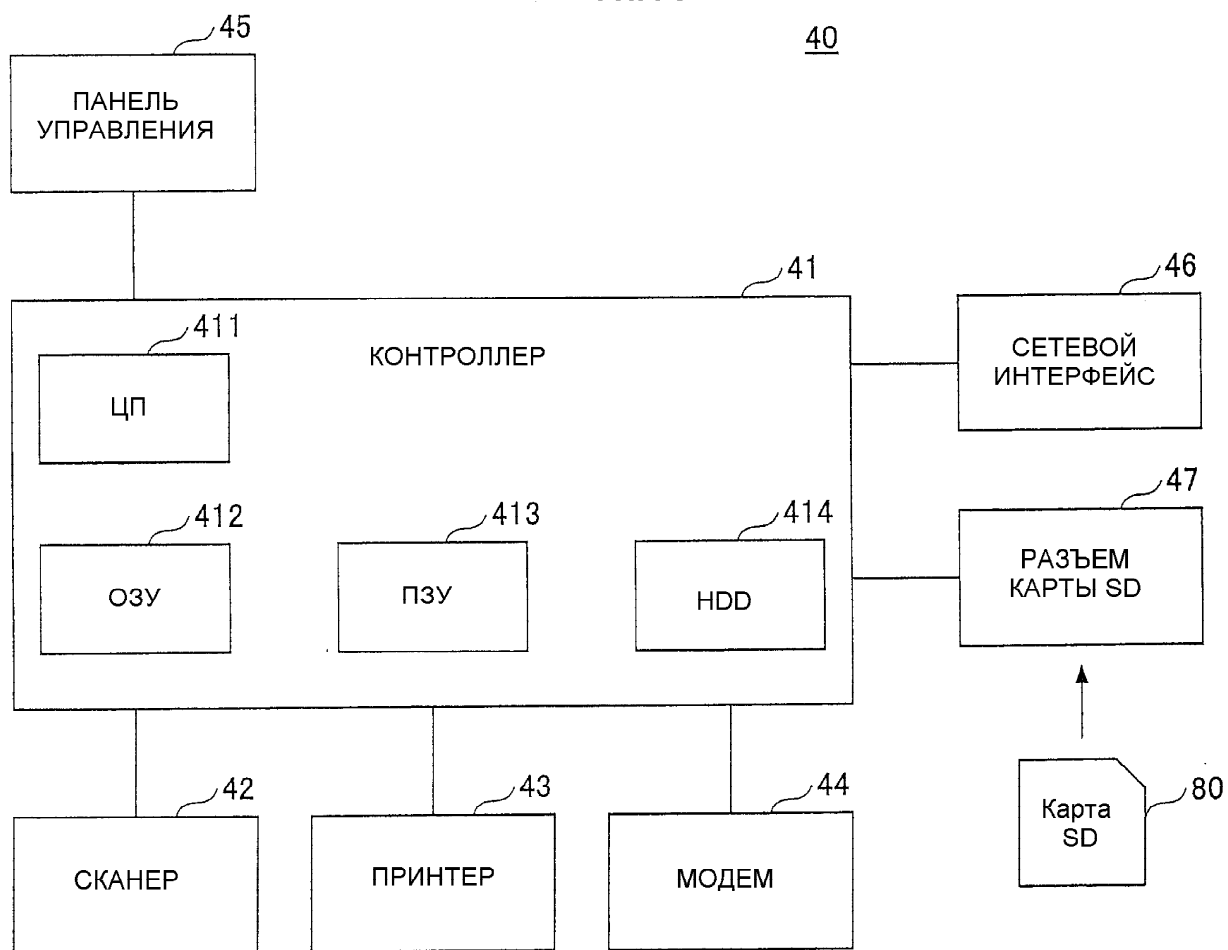 45
40
ПАНЕЛЬ
УПРАВЛЕНИЯ
41
46
411
КОНТРОЛЛЕР
СЕТЕВОЙ
ИНТЕРФЕЙС
ЦП
47
412
413
414
РАЗЪЕМ
КАРТЫ SD
ОЗУ
ПЗУ
HDD
42
43
44
80
Карта
SD
СКАНЕР
ПРИНТЕР
МОДЕМ